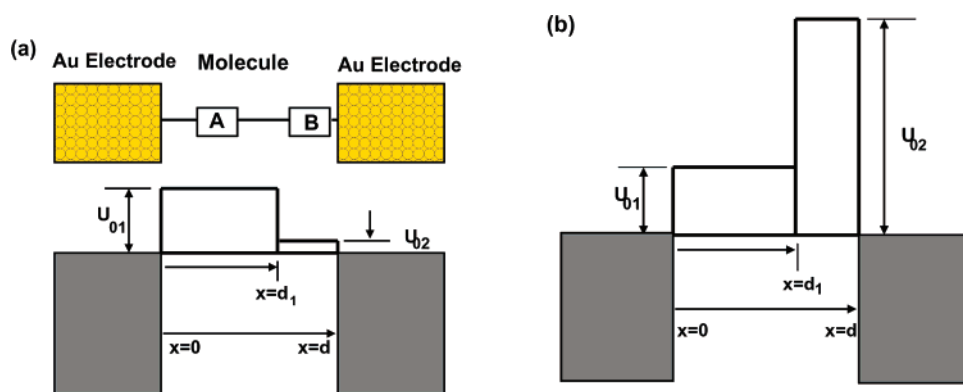 (a)
Au Electrode
Molecule
Au Electrode
A
B
U01
U02
x=d1
x=0
x=d
(b)
U01
U02
x=d1
x=0
x=d